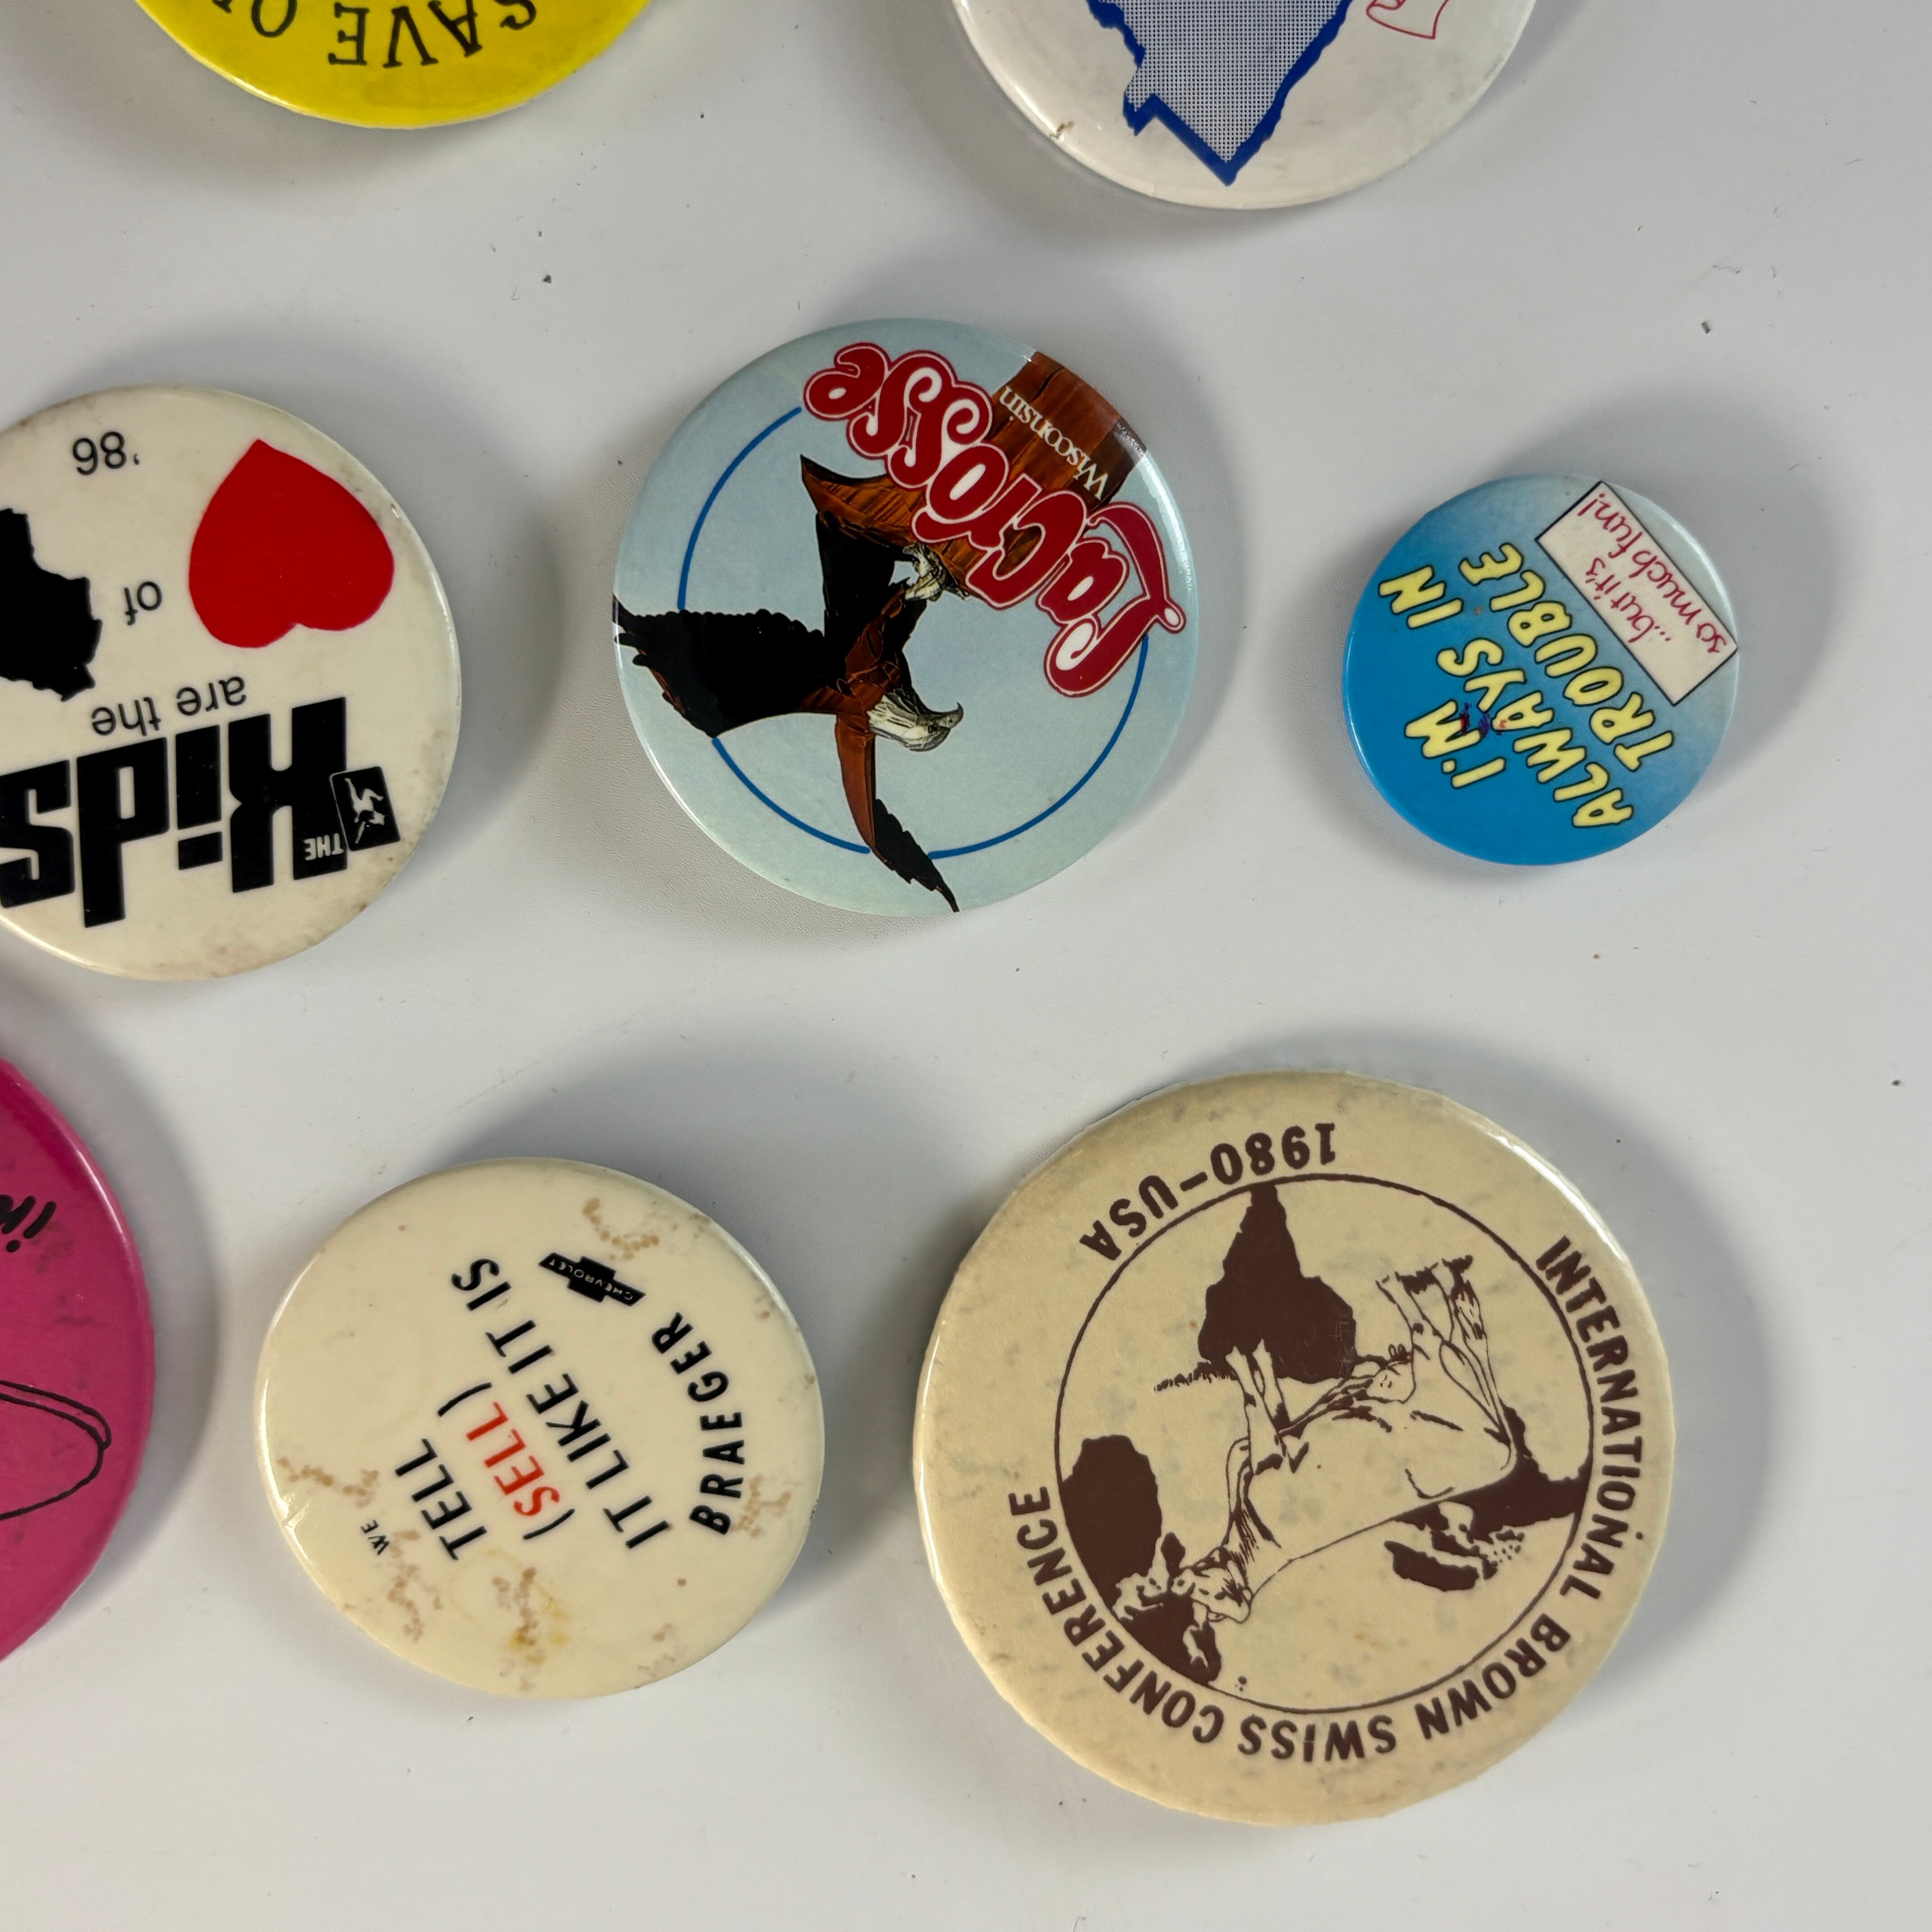 SAVE
THE
Kids
are the
of
'86
LaCrosse
Wisconsin
I'M
ALWAYS IN
TROUBLE
...but it's
so much fun!
WE
TELL
(SELL)
IT LIKE IT IS
CHEVROLET
BRAEGER
INTERNATIONAL BROWN SWISS CONFERENCE
1980-USA